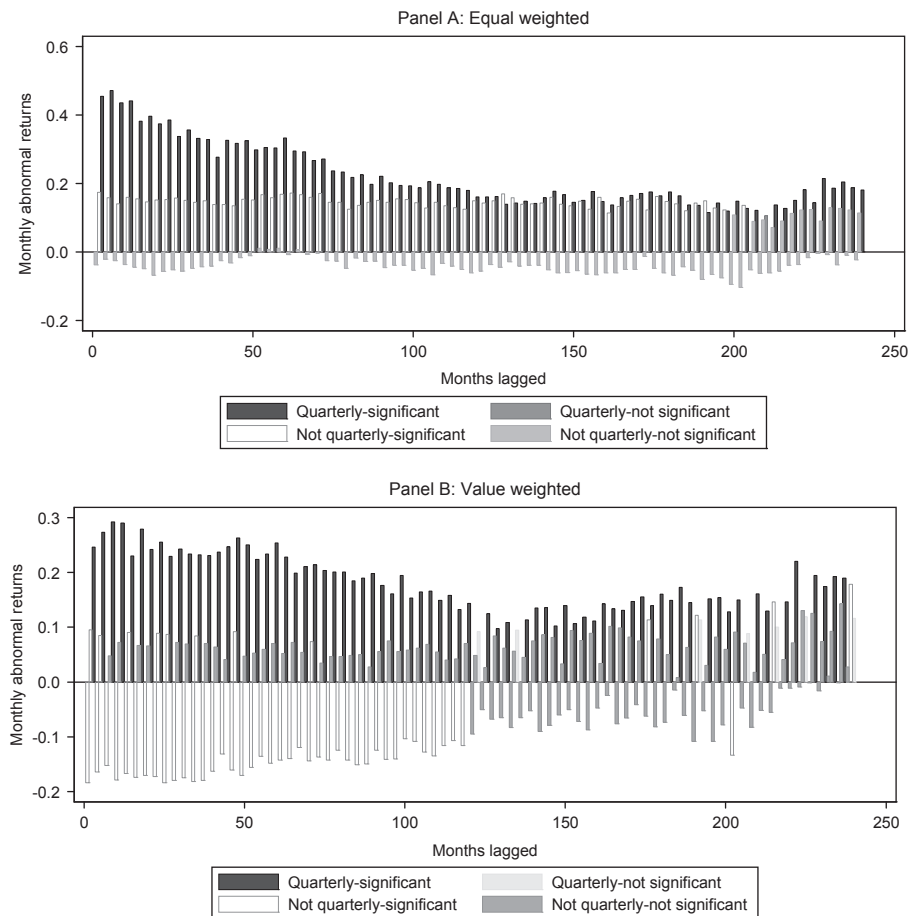 Panel A: Equal weighted
0.6
0.4
0.2
0.0
-0.2
Monthly abnormal returns
0 50 100 150 200 250
Months lagged
Quarterly-significant Quarterly-not significant
Not quarterly-significant Not quarterly-not significant
Panel B: Value weighted
0.3
0.2
0.1
0.0
-0.1
-0.2
Monthly abnormal returns
0 50 100 150 200 250
Months lagged
Quarterly-significant Quarterly-not significant
Not quarterly-significant Not quarterly-not significant